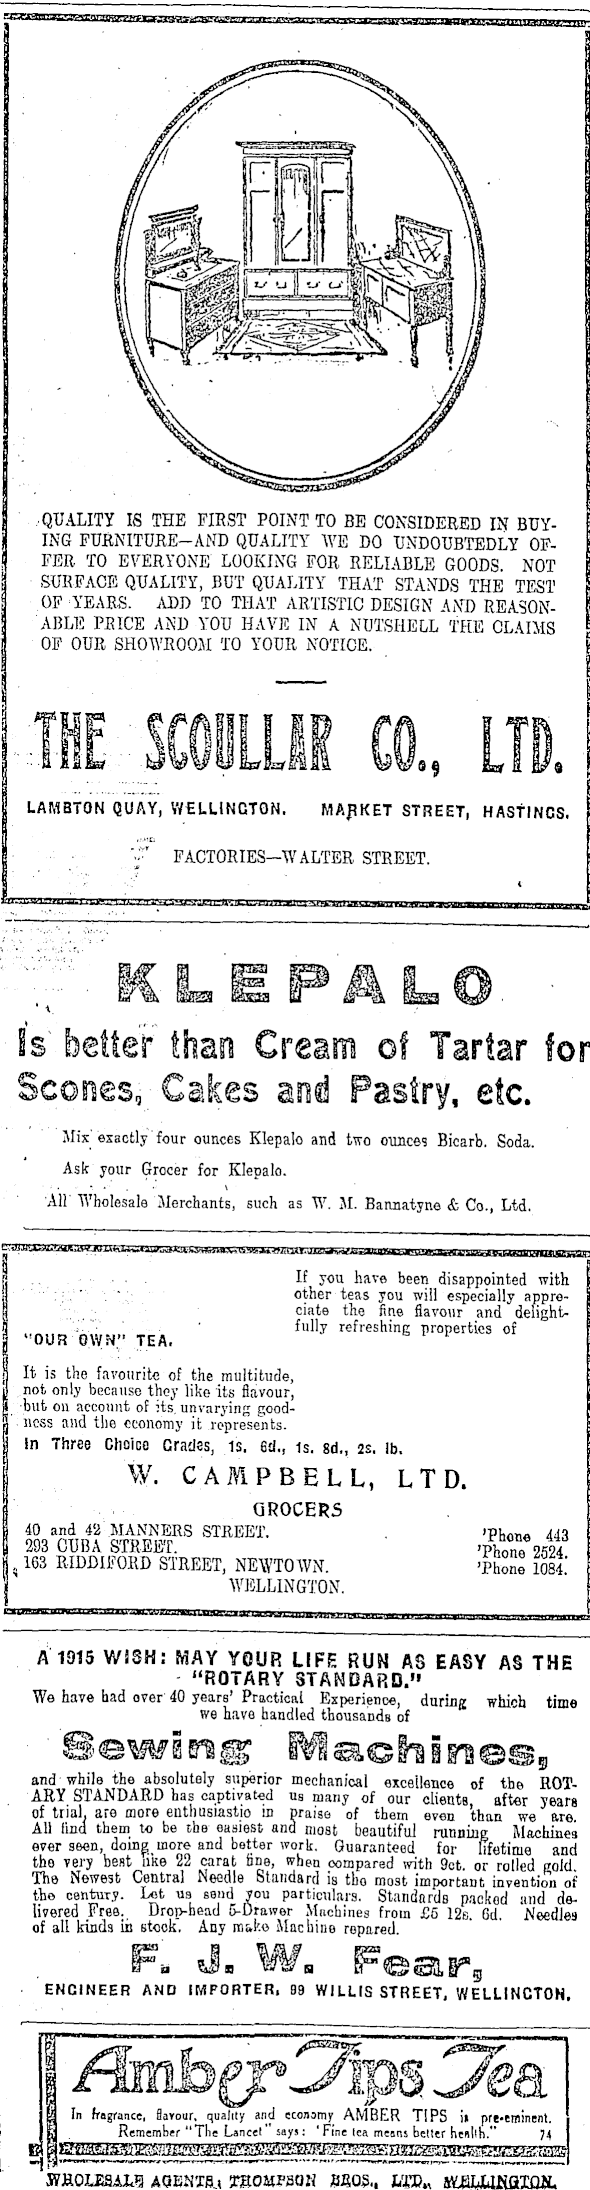 QUALITY IS THE FIRST POINT TO BE CONSIDERED IN BUY-
ING FURNITURE—AND QUALITY WE DO UNDOUBTEDLY OF-
FER TO EVERYONE LOOKING FOR RELIABLE GOODS. NOT
SURFACE QUALITY, BUT QUALITY THAT STANDS THE TEST
OF YEARS. ADD TO THAT ARTISTIC DESIGN AND REASON-
ABLE PRICE AND YOU HAVE IN A NUTSHELL THE CLAIMS
OF OUR SHOWROOM TO YOUR NOTICE.
THE SCOULLAR CO., LTD.
LAMBTON QUAY, WELLINGTON. MARKET STREET, HASTINGS.
FACTORIES—WALTER STREET.
KLEPALO
Is better than Cream of Tartar for
Scones, Cakes and Pastry, etc.
Mix exactly four ounces Klepalo and two ounces Bicarb. Soda.
Ask your Grocer for Klepalo.
All Wholesale Merchants, such as W. M. Bannatyne & Co., Ltd.
If you have been disappointed with
other teas you will especially appre-
ciate the fine flavour and delight-
fully refreshing properties of
"OUR OWN" TEA.
It is the favourite of the multitude,
not only because they like its flavour,
but on account of its unvarying good-
ness and the economy it represents.
In Three Choice Grades, 1s. 6d., 1s. 8d., 2s. lb.
W. CAMPBELL, LTD.
GROCERS
40 and 42 MANNERS STREET. 'Phone 443
293 CUBA STREET. 'Phone 2524.
163 RIDDIFORD STREET, NEWTOWN. 'Phone 1084.
WELLINGTON.
A 1915 WISH: MAY YOUR LIFE RUN AS EASY AS THE
"ROTARY STANDARD."
We have had over 40 years' Practical Experience, during which time
we have handled thousands of
Sewing Machines,
and while the absolutely superior mechanical excellence of the ROT-
ARY STANDARD has captivated us many of our clients, after years
of trial, are more enthusiastic in praise of them even than we are.
All find them to be the easiest and most beautiful running Machines
ever seen, doing more and better work. Guaranteed for lifetime and
the very best like 22 carat fine, when compared with 9ct. or rolled gold.
The Newest Central Needle Standard is the most important invention of
the century. Let us send you particulars. Standards packed and de-
livered Free. Drop-head 5-Drawer Machines from £5 12s. 6d. Needles
of all kinds in stock. Any make Machine repared.
F. J. W. Fear,
ENGINEER AND IMPORTER, 99 WILLIS STREET, WELLINGTON.
Amber Tips Tea
In fragrance, flavour, quality and economy AMBER TIPS is pre-eminent.
Remember "The Lancet" says: 'Fine tea means better health." 74
WHOLESALE AGENTS, THOMPSON BROS., LTD., WELLINGTON.